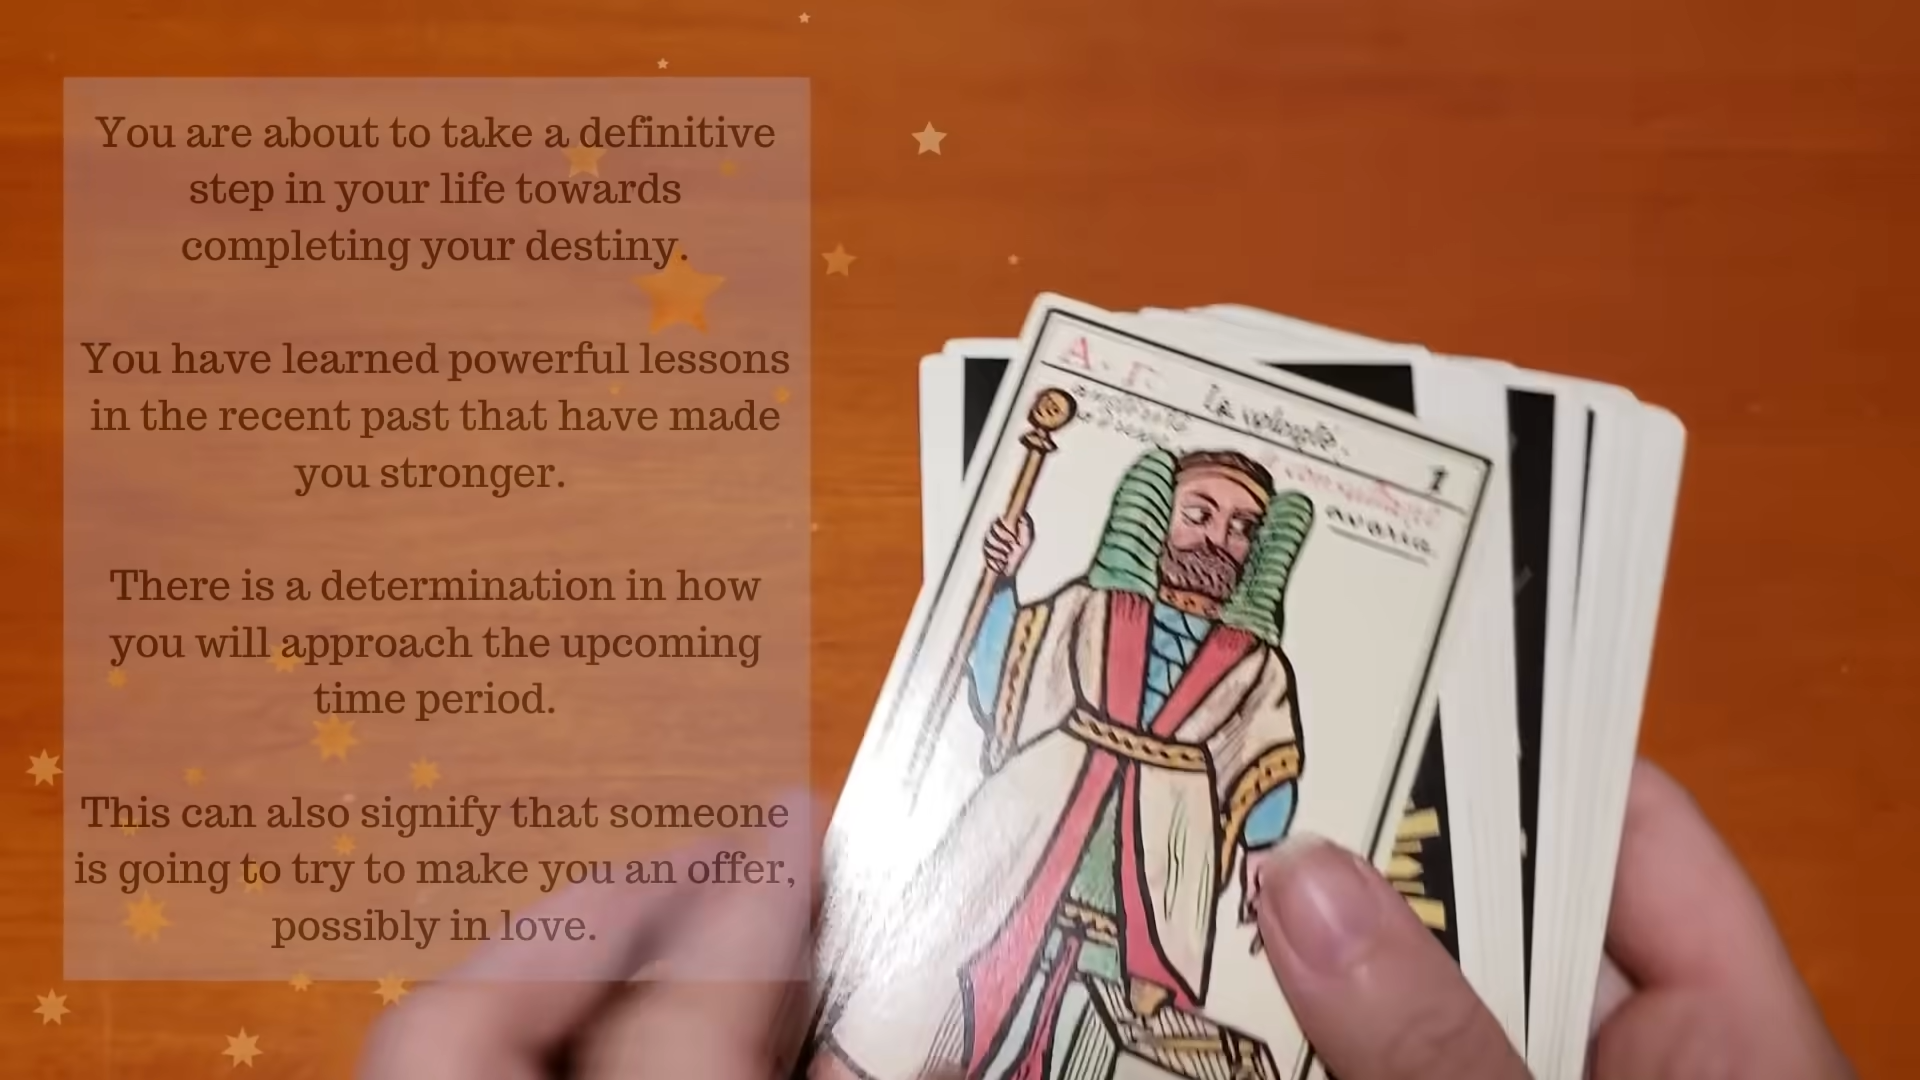 You are about to take a definitive
step in your life towards
completing your destiny.
You have learned powerful lessons
in the recent past that have made
you stronger.
There is a determination in how
you will approach the upcoming
time period.
This can also signify that someone
is going to try to make you an offer,
possibly in love.
1